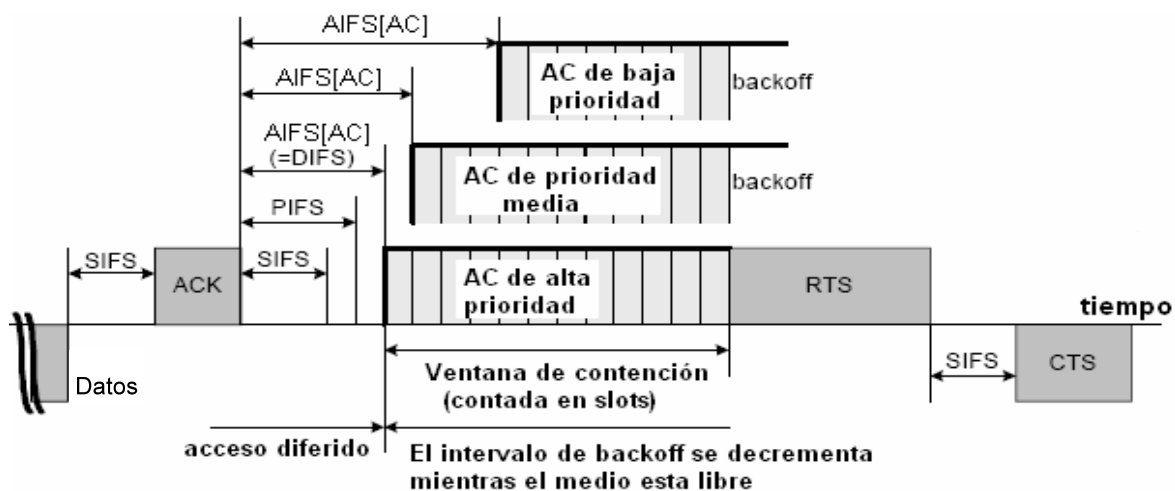 AIFS[AC]
AC de baja
prioridad
backoff
AIFS[AC]
AIFS[AC]
(=DIFS)
AC de prioridad
media
backoff
PIFS
SIFS
ACK
SIFS
AC de alta
prioridad
RTS
tiempo
Datos
Ventana de contención
(contada en slots)
SIFS
CTS
acceso diferido
El intervalo de backoff se decrementa
mientras el medio esta libre